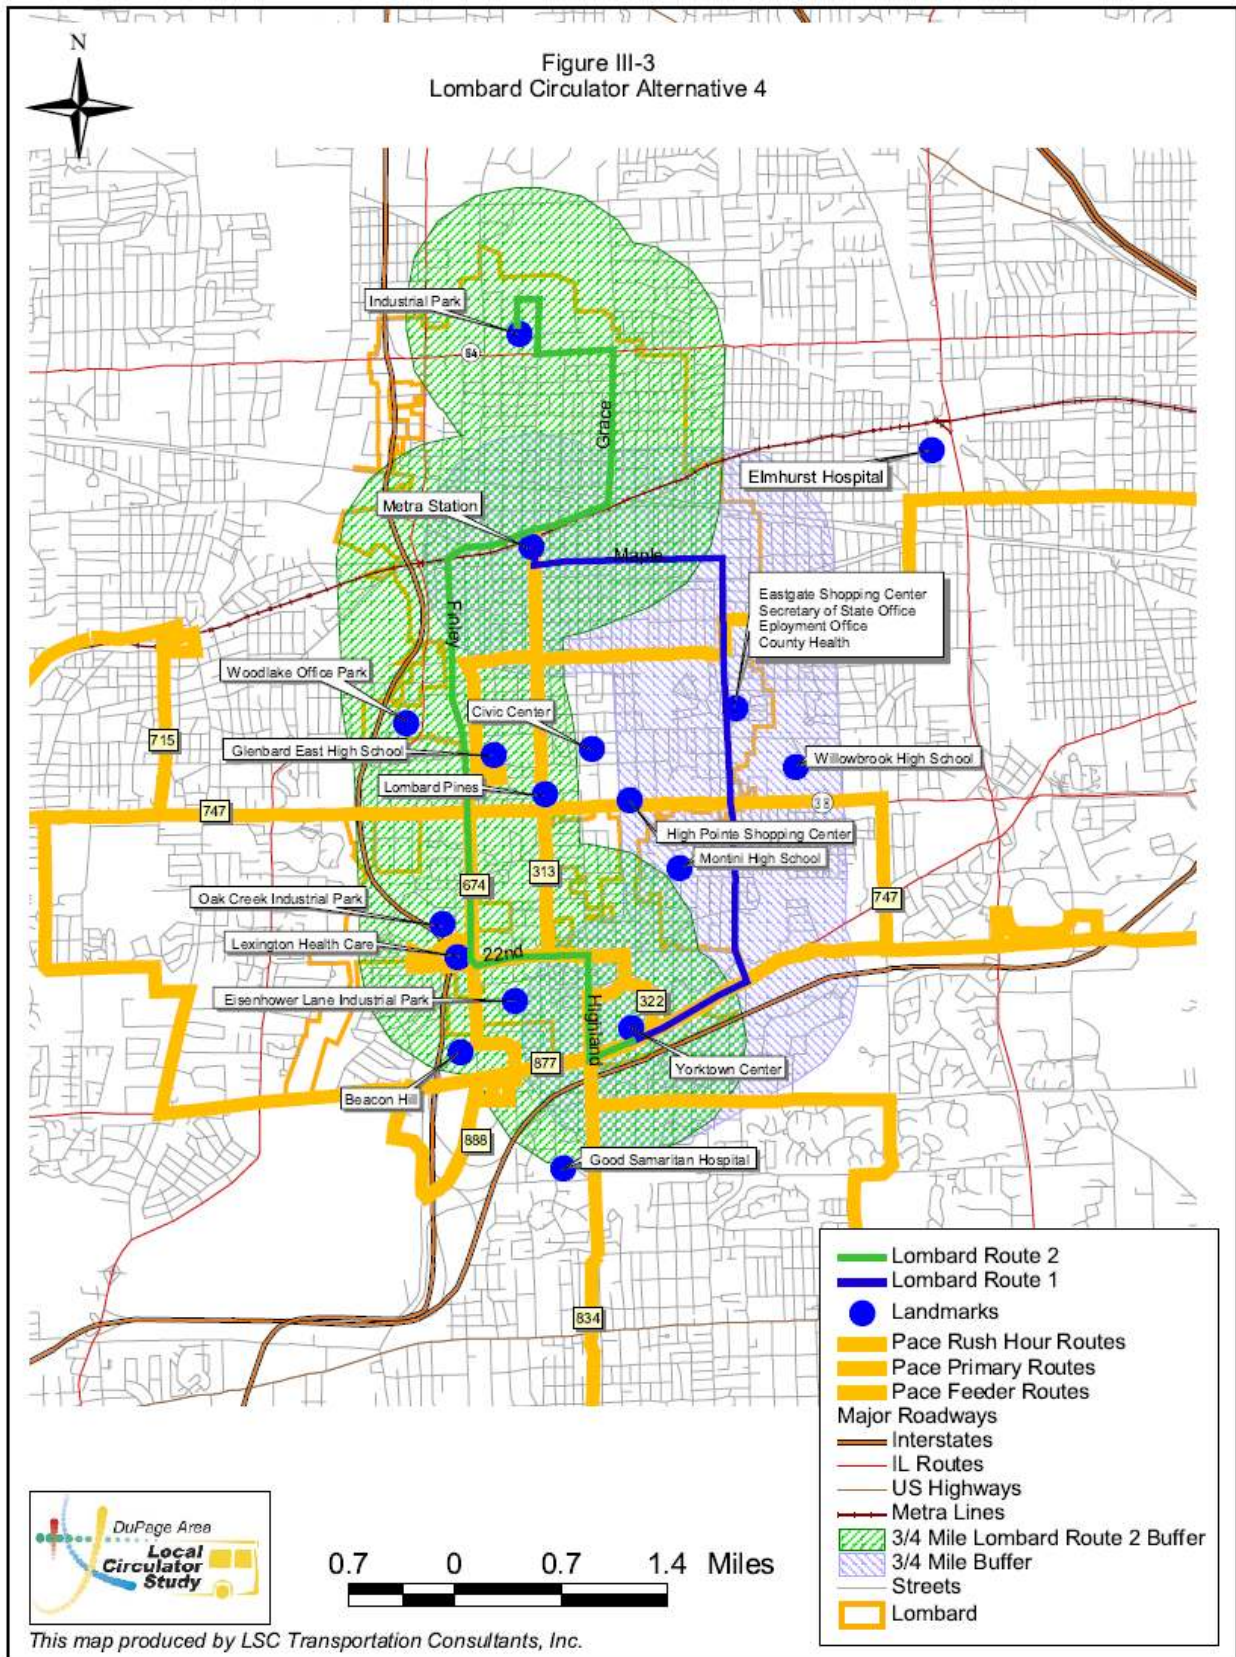 N
Figure III-3
Lombard Circulator Alternative 4
Industrial Park
64
Grace
Elmhurst Hospital
Metra Station
Maple
Eastgate Shopping Center
Secretary of State Office
Eployment Office
County Health
Finley
Woodlake Office Park
Civic Center
715
Glenbard East High School
Willowbrook High School
Lombard Pines
747
38
High Pointe Shopping Center
Montini High School
313
674
Oak Creek Industrial Park
747
Lexington Health Care
22nd
Eisenhower Lane Industrial Park
322
Highland
877
Yorktown Center
Beacon Hill
888
Good Samaritan Hospital
834
Lombard Route 2
Lombard Route 1
Landmarks
Pace Rush Hour Routes
Pace Primary Routes
Pace Feeder Routes
Major Roadways
Interstates
IL Routes
US Highways
Metra Lines
3/4 Mile Lombard Route 2 Buffer
3/4 Mile Buffer
Streets
Lombard
DuPage Area
Local
Circulator
Study
0.7 0 0.7 1.4 Miles
This map produced by LSC Transportation Consultants, Inc.